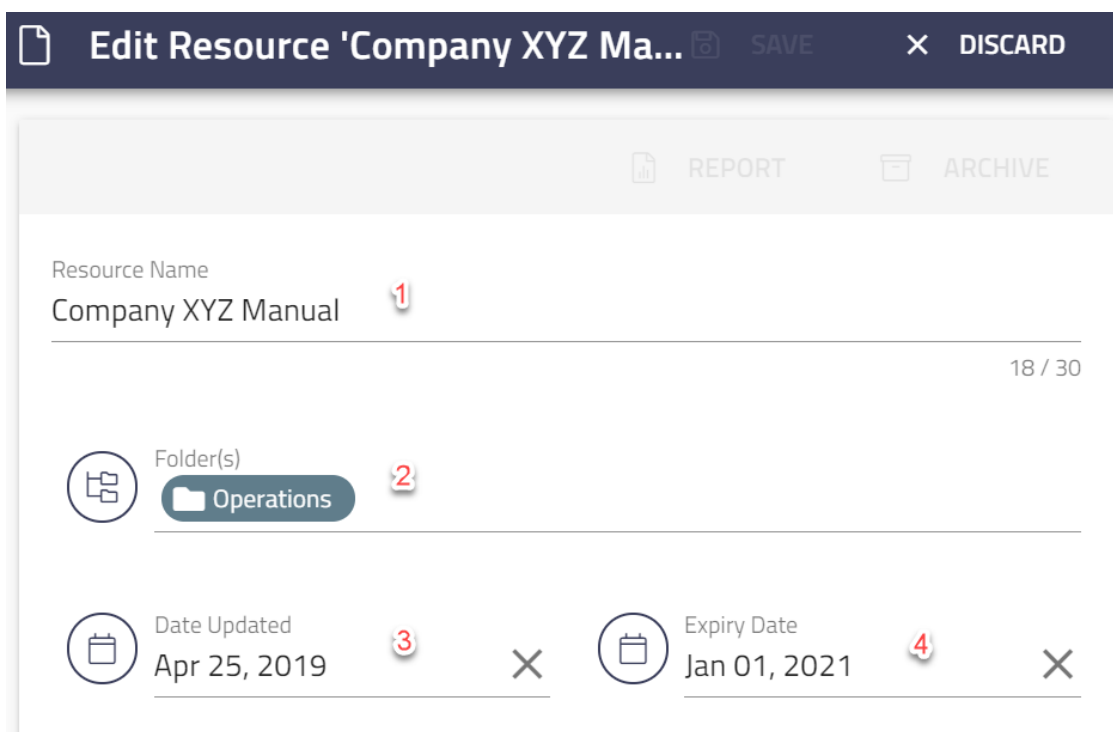 Edit Resource 'Company XYZ Ma... SAVE DISCARD
REPORT ARCHIVE
Resource Name
Company XYZ Manual 1
18 / 30
Folder(s)
Operations 2
Date Updated Expiry Date
Apr 25, 2019 3 Jan 01, 2021 4